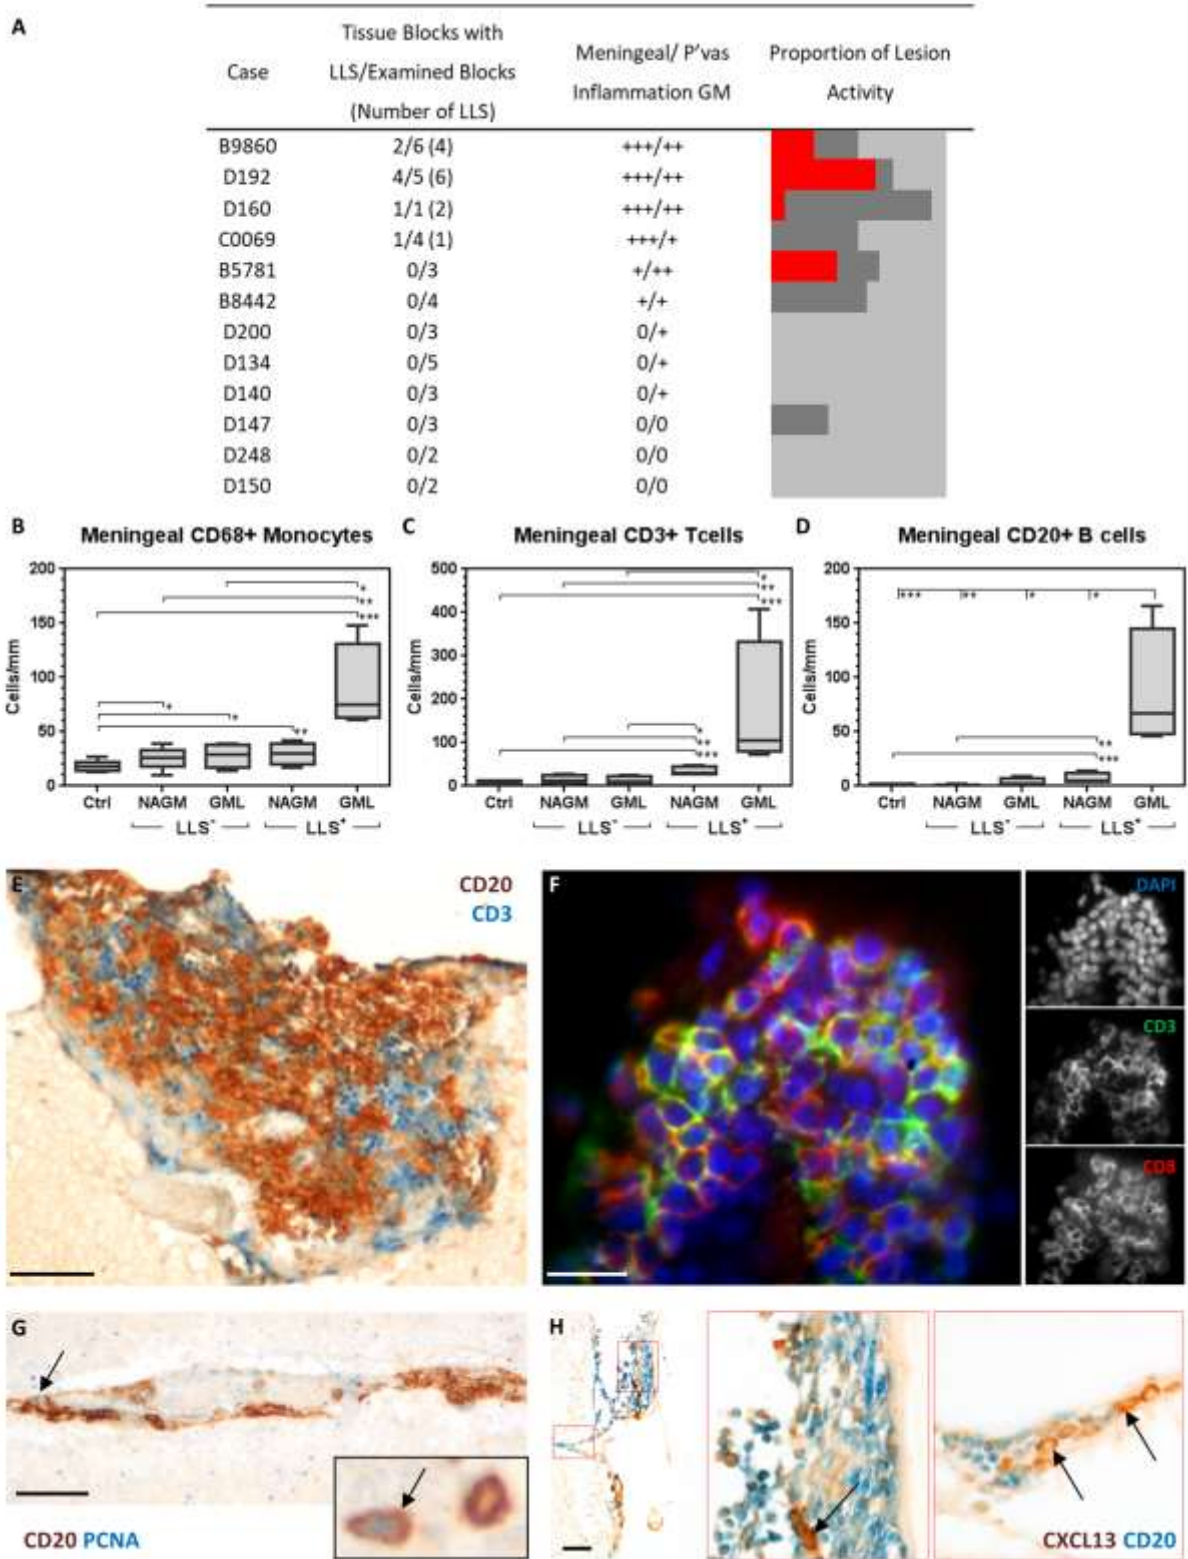 A
Case
Tissue Blocks with
LLS/Examined Blocks
(Number of LLS)
Meningeal/ P'vas
Inflammation GM
Proportion of Lesion
Activity
B9860 2/6 (4) +++/++
D192 4/5 (6) +++/++
D160 1/1 (2) +++/++
C0069 1/4 (1) +++/+
B5781 0/3 +/++
B8442 0/4 +/+
D200 0/3 0/+
D134 0/5 0/+
D140 0/3 0/+
D147 0/3 0/0
D248 0/2 0/0
D150 0/2 0/0
B
Meningeal CD68+ Monocytes
Cells/mm
200
150
100
50
0
*
**
***
*
*
**
Ctrl NAGM GML NAGM GML
LLS⁻ LLS⁺
C
Meningeal CD3+ Tcells
Cells/mm
500
400
300
200
100
0
*
**
***
*
**
***
Ctrl NAGM GML NAGM GML
LLS⁻ LLS⁺
D
Meningeal CD20+ B cells
Cells/mm
200
150
100
50
0
*** ** * *
**
***
Ctrl NAGM GML NAGM GML
LLS⁻ LLS⁺
E
CD20
CD3
F
DAPI
CD3
CD8
G
CD20 PCNA
H
CXCL13 CD20